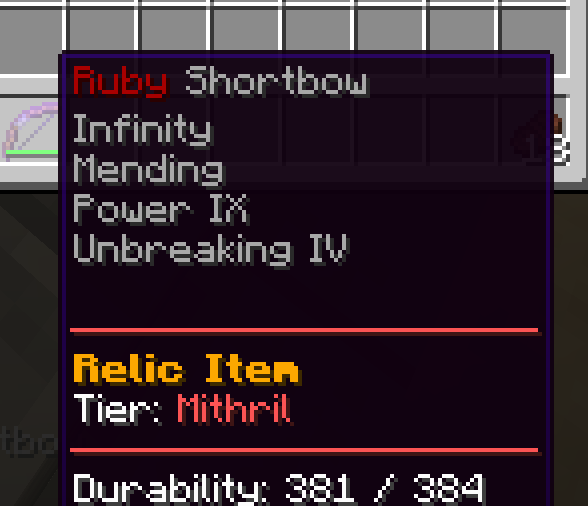 Ruby Shortbow
Infinity
Mending
Power IX
Unbreaking IV
Relic Item
Tier: Mithril
Durability: 381 / 384